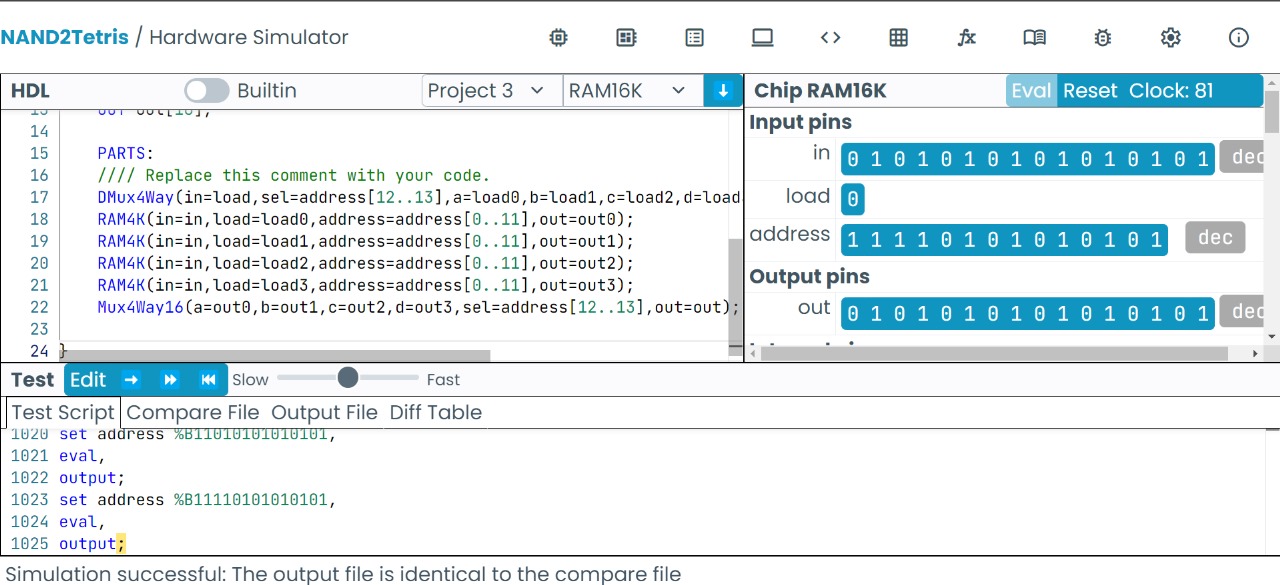 NAND2Tetris / Hardware Simulator
HDL Builtin Project 3 RAM16K
14
15 PARTS:
16 //// Replace this comment with your code.
17 DMux4Way(in=load,sel=address[12..13],a=load0,b=load1,c=load2,d=load
18 RAM4K(in=in,load=load0,address=address[0..11],out=out0);
19 RAM4K(in=in,load=load1,address=address[0..11],out=out1);
20 RAM4K(in=in,load=load2,address=address[0..11],out=out2);
21 RAM4K(in=in,load=load3,address=address[0..11],out=out3);
22 Mux4Way16(a=out0,b=out1,c=out2,d=out3,sel=address[12..13],out=out);
23
24 }
Chip RAM16K Eval Reset Clock: 81
Input pins
in 0 1 0 1 0 1 0 1 0 1 0 1 0 1 0 1 dec
load 0
address 1 1 1 1 0 1 0 1 0 1 0 1 0 1 dec
Output pins
out 0 1 0 1 0 1 0 1 0 1 0 1 0 1 0 1 dec
Test Edit Slow Fast
Test Script Compare File Output File Diff Table
1020 set address %B11010101010101,
1021 eval,
1022 output;
1023 set address %B11110101010101,
1024 eval,
1025 output;
Simulation successful: The output file is identical to the compare file